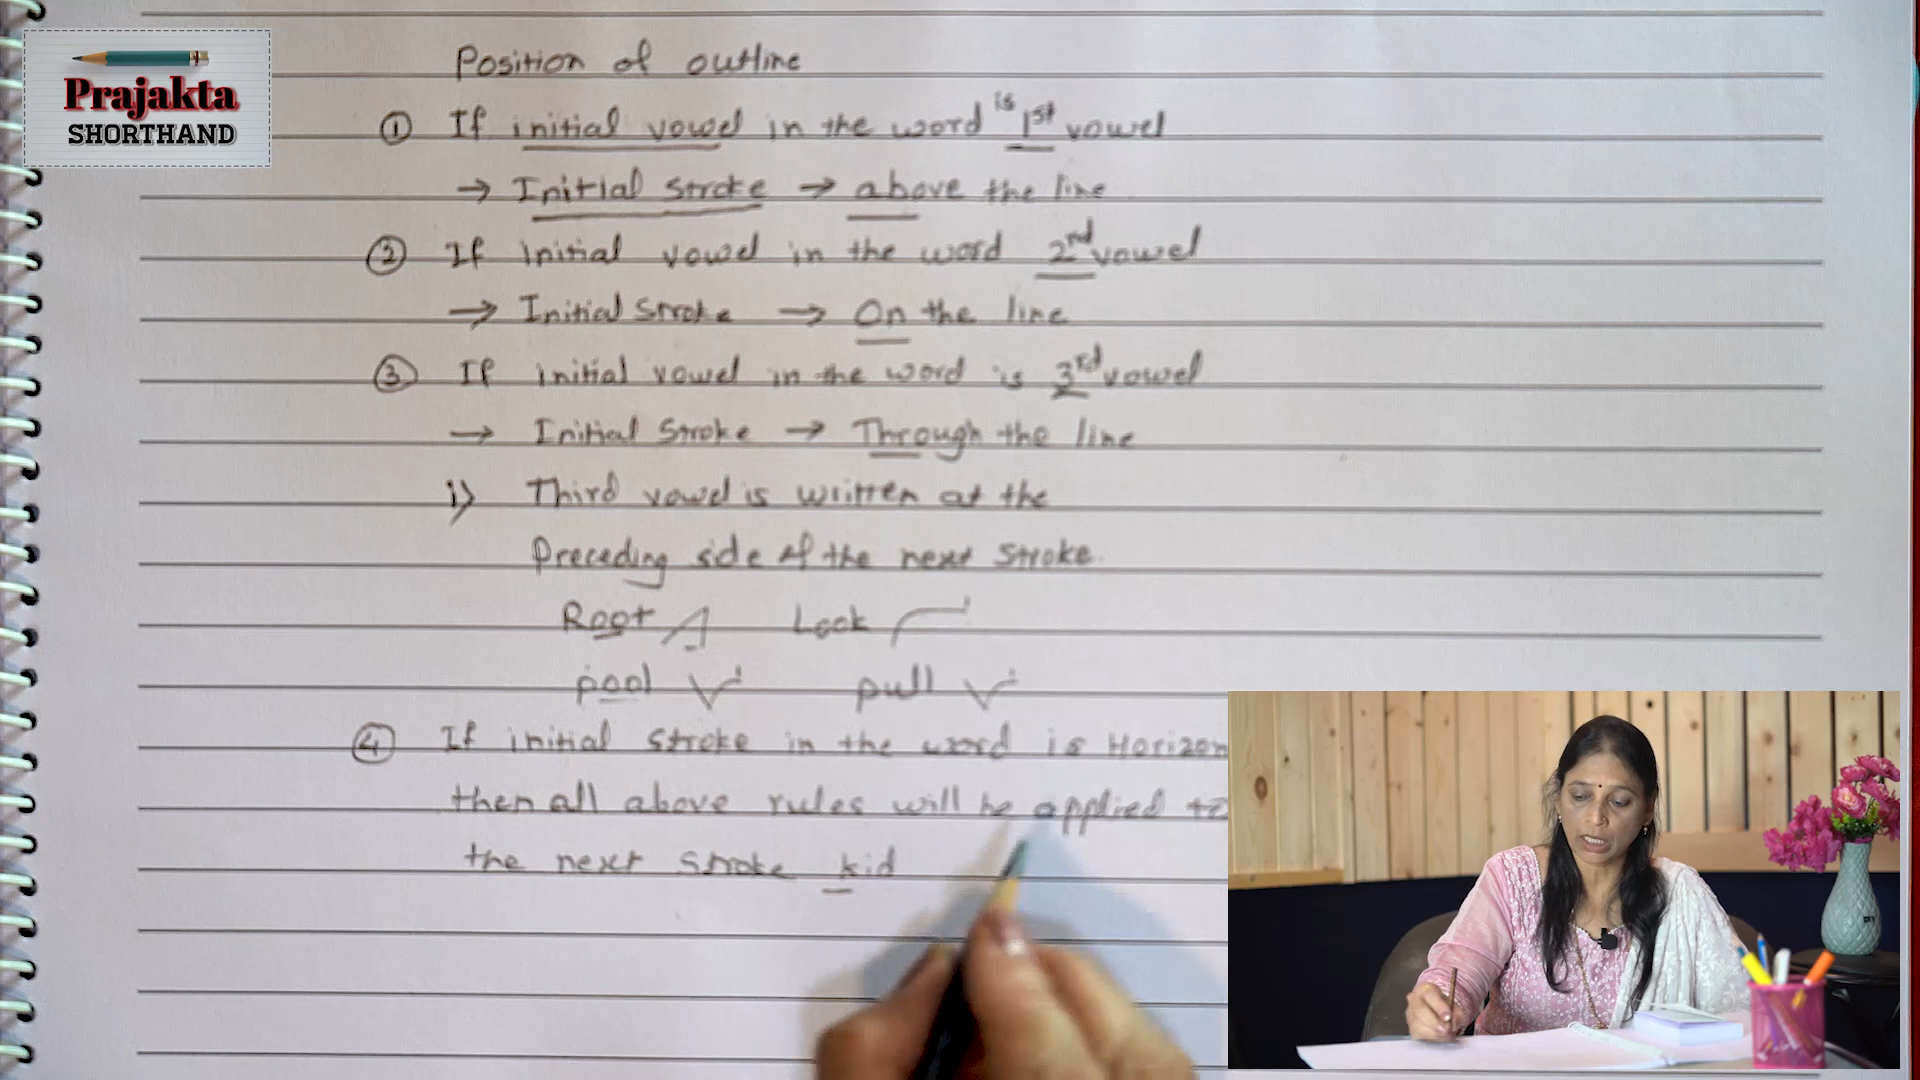 Prajakta
SHORTHAND
Position of outline
① If initial vowel in the word is 1st vowel
→ Initial Stroke → above the line
② If initial vowel in the word 2nd vowel
→ Initial Stroke → On the line
③ If initial vowel in the word is 3rd vowel
→ Initial Stroke → Through the line
i) Third vowel is written at the
Preceding side of the next Stroke.
Root Look
pool pull
④ If initial Stroke in the word is Horizon
then all above rules will be applied to
the next stroke kid
DIY